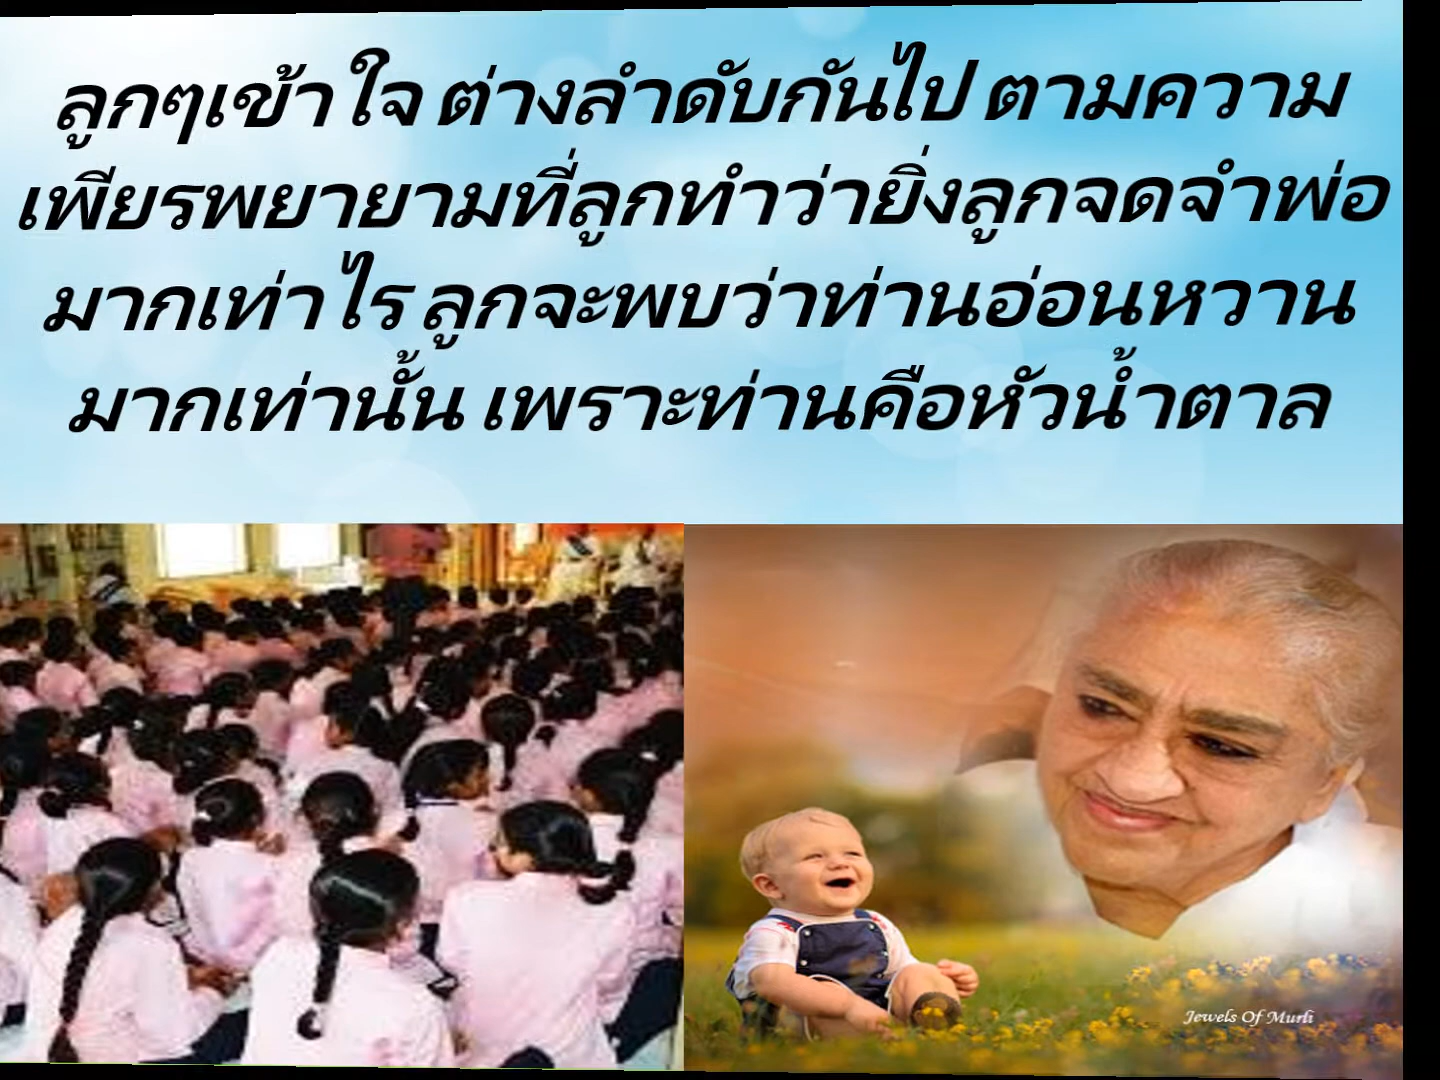 ลูกๆเข้าใจ ต่างลำดับกันไป ตามความ
เพียรพยายามที่ลูกทำว่ายิ่งลูกจดจำพ่อ
มากเท่าไร ลูกจะพบว่าท่านอ่อนหวาน
มากเท่านั้น เพราะท่านคือหัวน้ำตาล
Jewels Of Murli